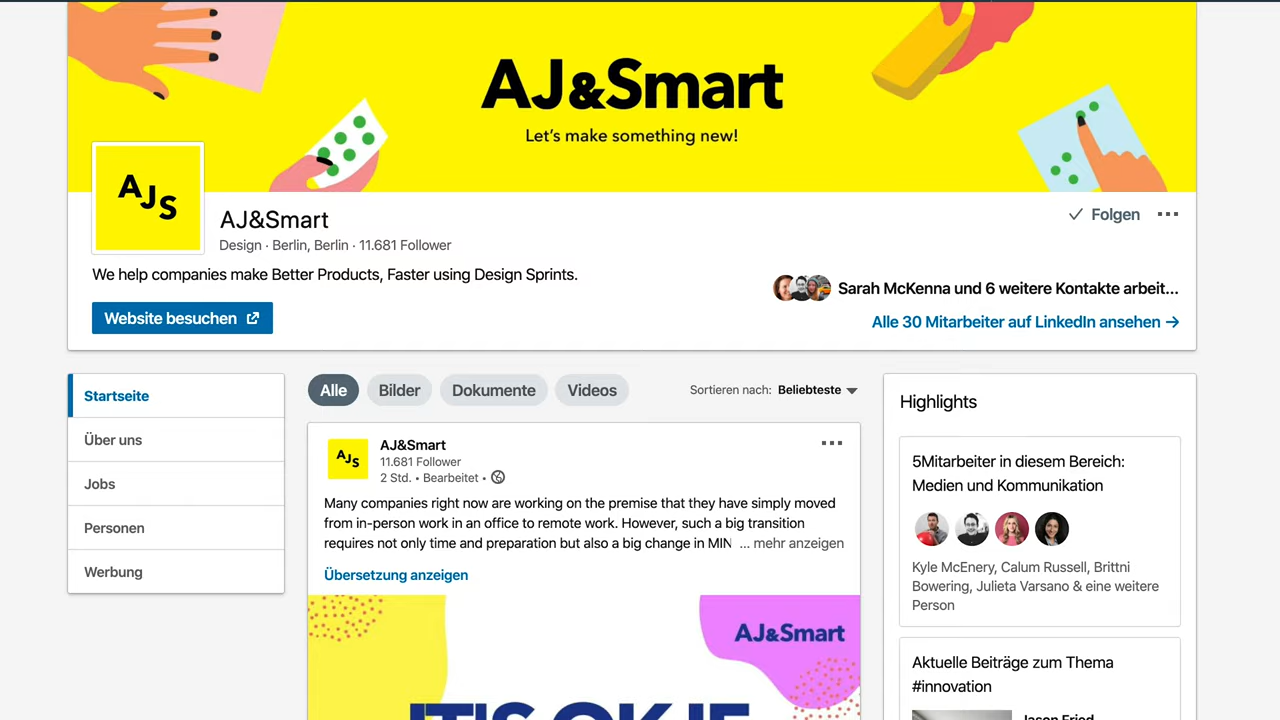 AJ&Smart
Let's make something new!
AJS
AJ&Smart
Folgen
Design · Berlin, Berlin · 11.681 Follower
We help companies make Better Products, Faster using Design Sprints.
Sarah McKenna und 6 weitere Kontakte arbeit...
Website besuchen
Alle 30 Mitarbeiter auf LinkedIn ansehen →
Startseite
Über uns
Jobs
Personen
Werbung
Alle
Bilder
Dokumente
Videos
Sortieren nach: Beliebteste
AJS
AJ&Smart
11.681 Follower
2 Std. • Bearbeitet •
Many companies right now are working on the premise that they have simply moved
from in-person work in an office to remote work. However, such a big transition
requires not only time and preparation but also a big change in MIN ... mehr anzeigen
Übersetzung anzeigen
AJ&Smart
IT'S OK IF
Highlights
5Mitarbeiter in diesem Bereich:
Medien und Kommunikation
Kyle McEnery, Calum Russell, Brittni
Bowering, Julieta Varsano & eine weitere
Person
Aktuelle Beiträge zum Thema
#innovation
Jason Fried